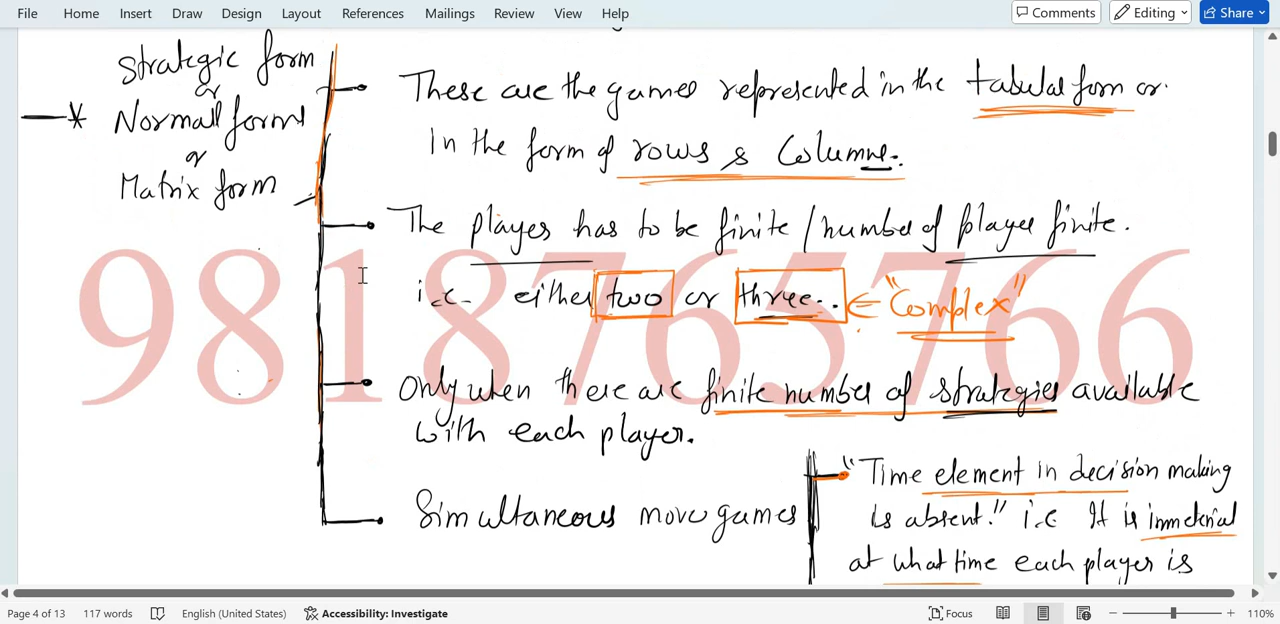 File Home Insert Draw Design Layout References Mailings Review View Help Comments Editing Share
Strategic form
or
Normal form
or
Matrix form
These are the games represented in the tabular form or
In the form of rows & Columns.
The players has to be finite / number of player finite.
i.e. either two or three.. "Complex"
9818765766
Only when there are finite number of strategies available
with each player.
Simultaneous move games
"Time element in decision making
is absent." i.e It is immaterial
at what time each player is
Page 4 of 13 117 words English (United States) Accessibility: Investigate Focus 110%